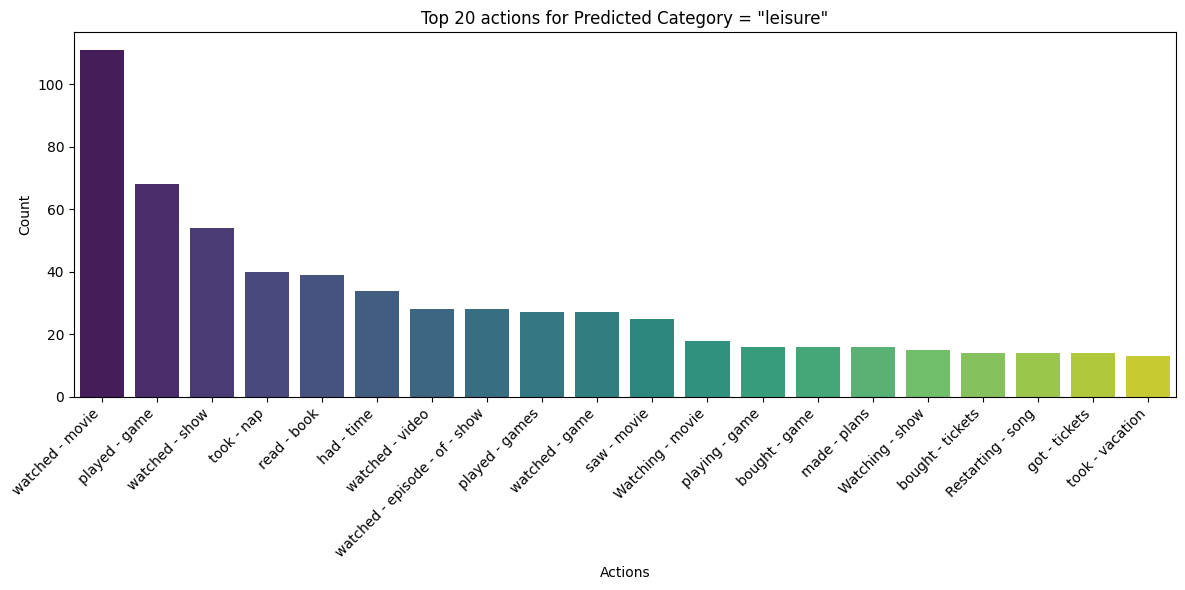 Top 20 actions for Predicted Category = "leisure"
Count
100
80
60
40
20
0
watched - movie
played - game
watched - show
took - nap
read - book
had - time
watched - video
watched - episode - of - show
played - games
watched - game
saw - movie
Watching - movie
playing - game
bought - game
made - plans
Watching - show
bought - tickets
Restarting - song
got - tickets
took - vacation
Actions